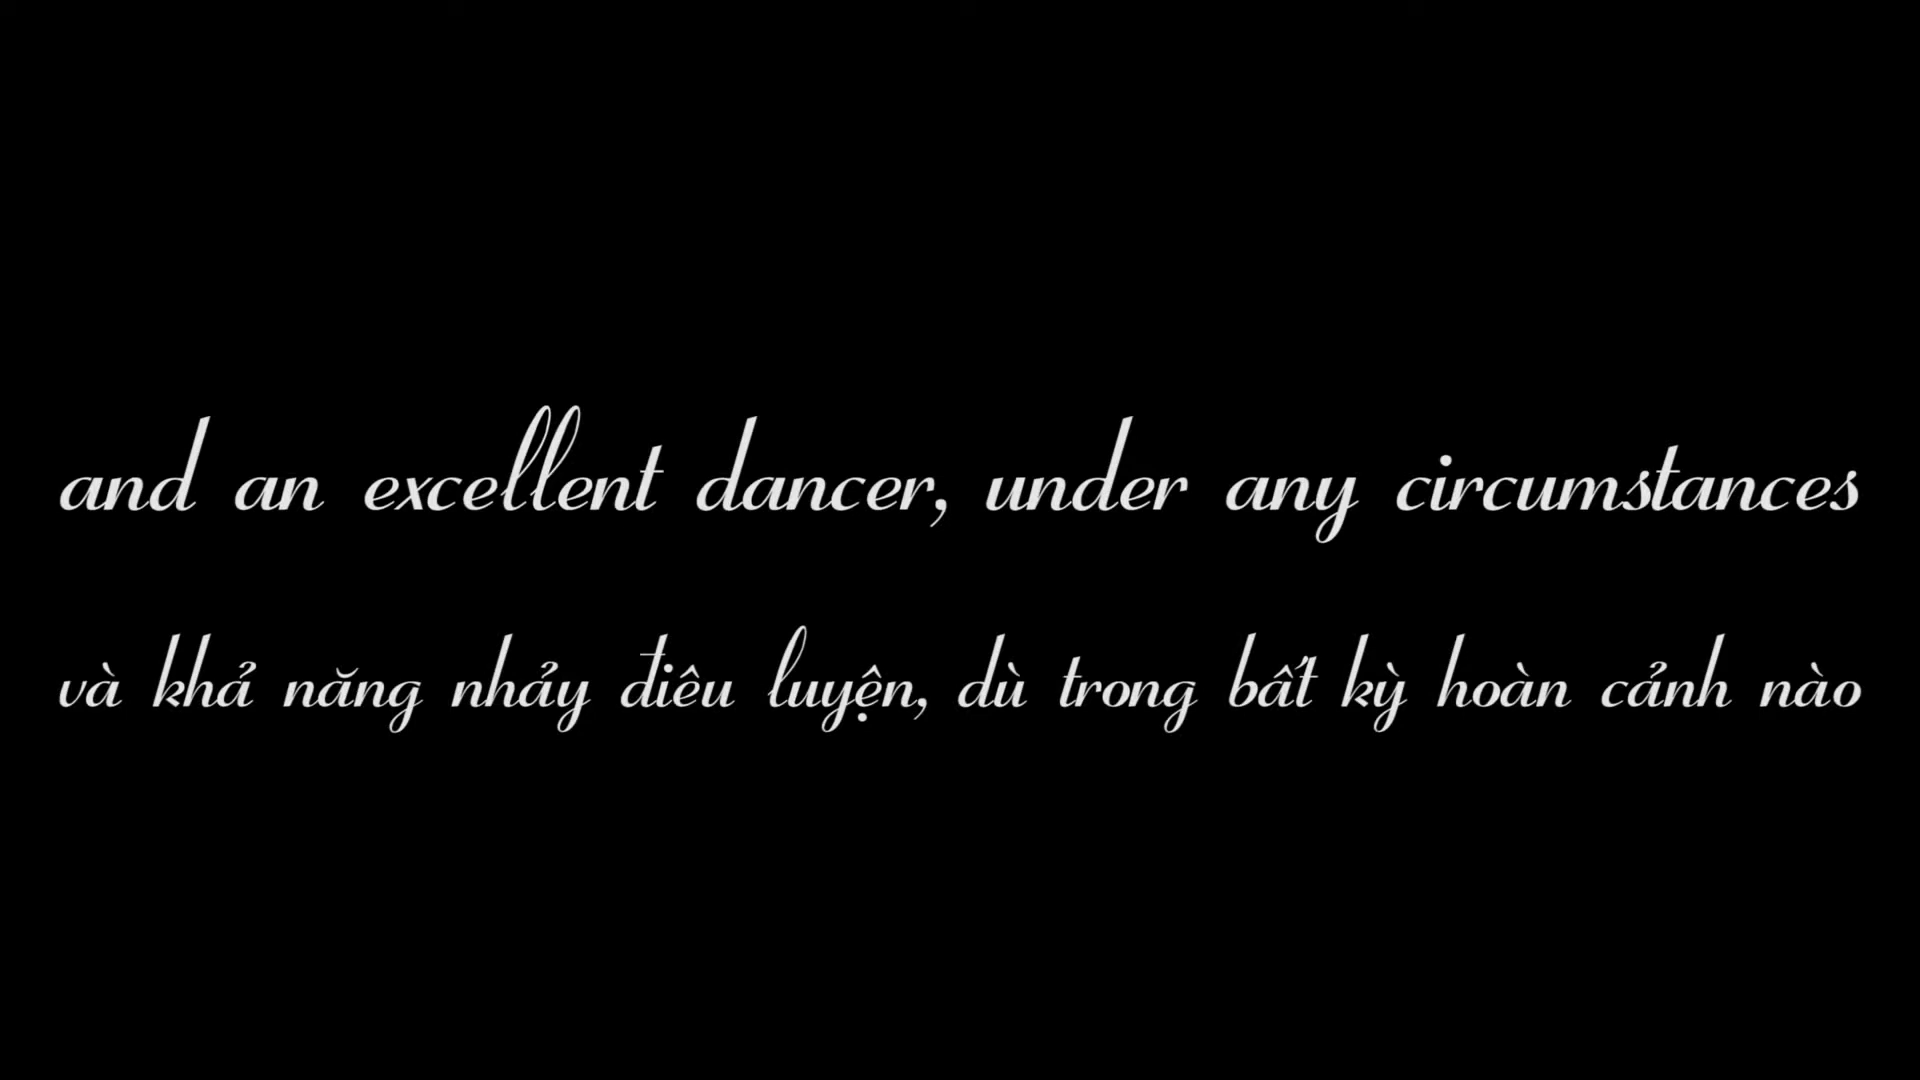 and an excellent dancer, under any circumstances
và khả năng nhảy điêu luyện, dù trong bất kỳ hoàn cảnh nào